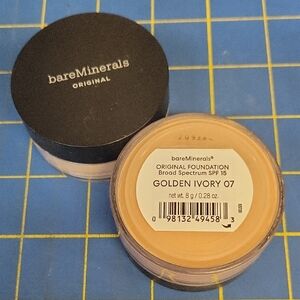 bareMinerals
ORIGINAL
bareMinerals®
ORIGINAL FOUNDATION
Broad Spectrum SPF 15
GOLDEN IVORY 07
net wt. 8 g / 0.28 oz.
0 98132 49458 3